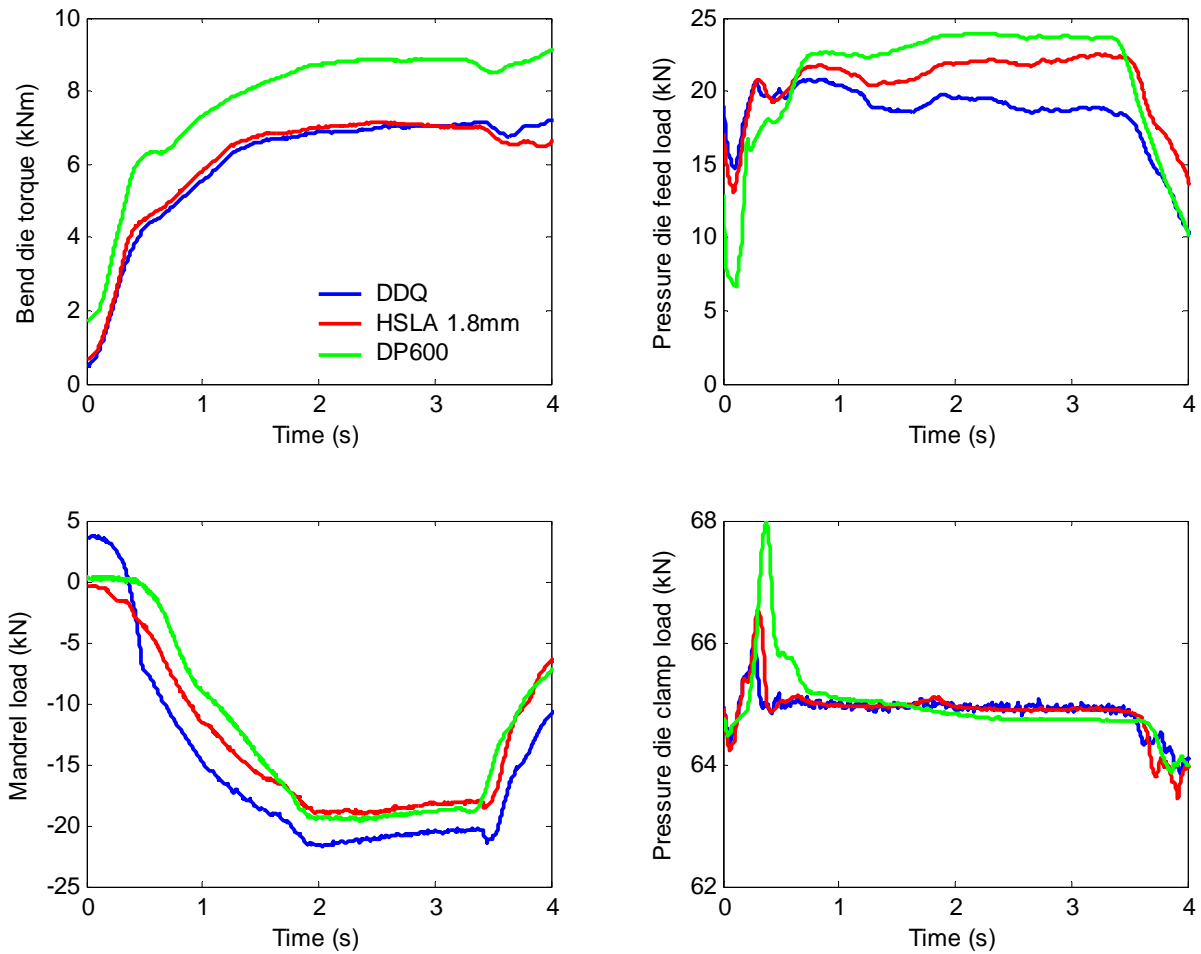 Bend die torque (kNm)
10
8
6
4
2
0
DDQ
HSLA 1.8mm
DP600
0 1 2 3 4
Time (s)
Pressure die feed load (kN)
25
20
15
10
5
0
0 1 2 3 4
Time (s)
Mandrel load (kN)
5
0
-5
-10
-15
-20
-25
0 1 2 3 4
Time (s)
Pressure die clamp load (kN)
68
66
64
62
0 1 2 3 4
Time (s)